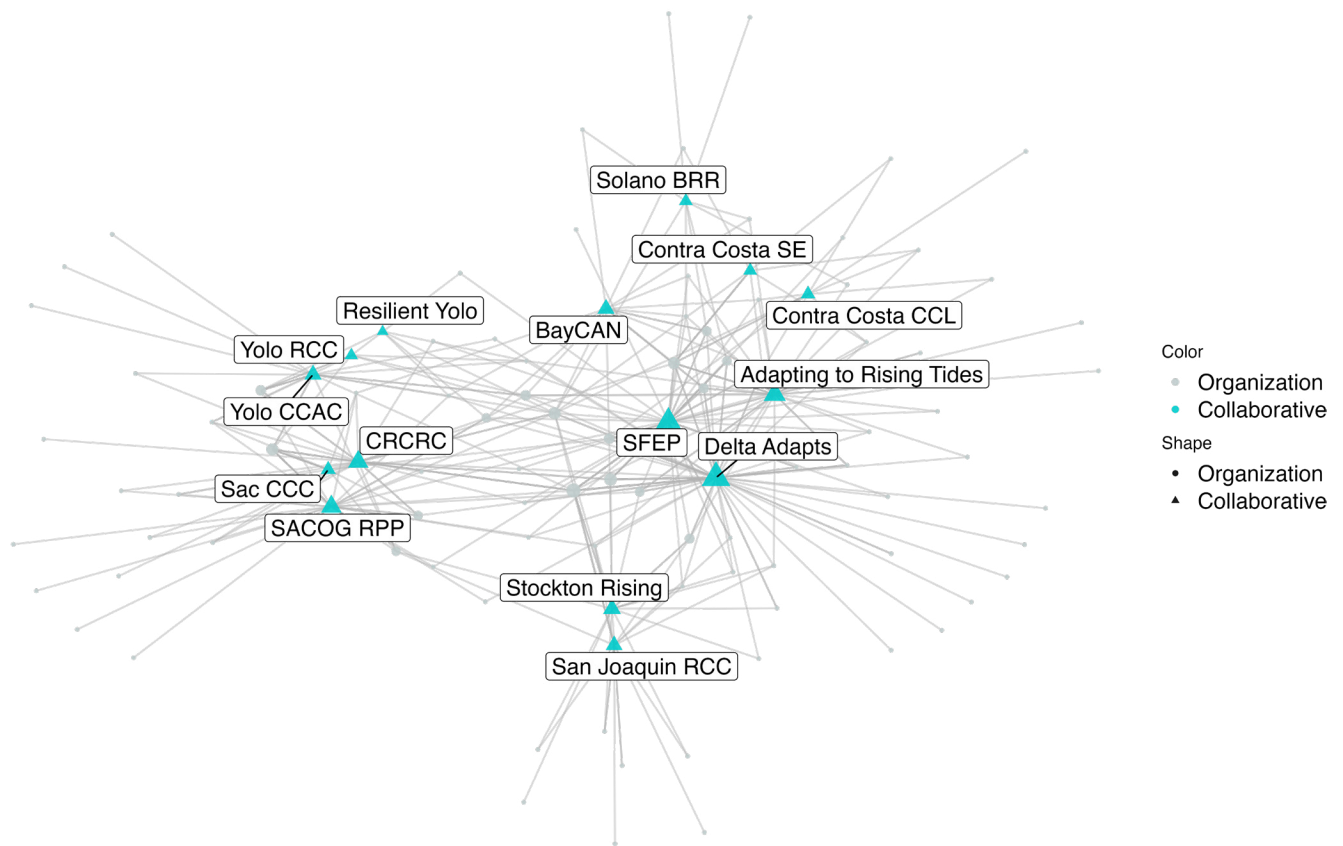 Solano BRR
Contra Costa SE
Resilient Yolo
BayCAN
Contra Costa CCL
Yolo RCC
Adapting to Rising Tides
Yolo CCAC
CRCRC
SFEP
Delta Adapts
Sac CCC
SACOG RPP
Stockton Rising
San Joaquin RCC
Color
Organization
Collaborative
Shape
Organization
Collaborative